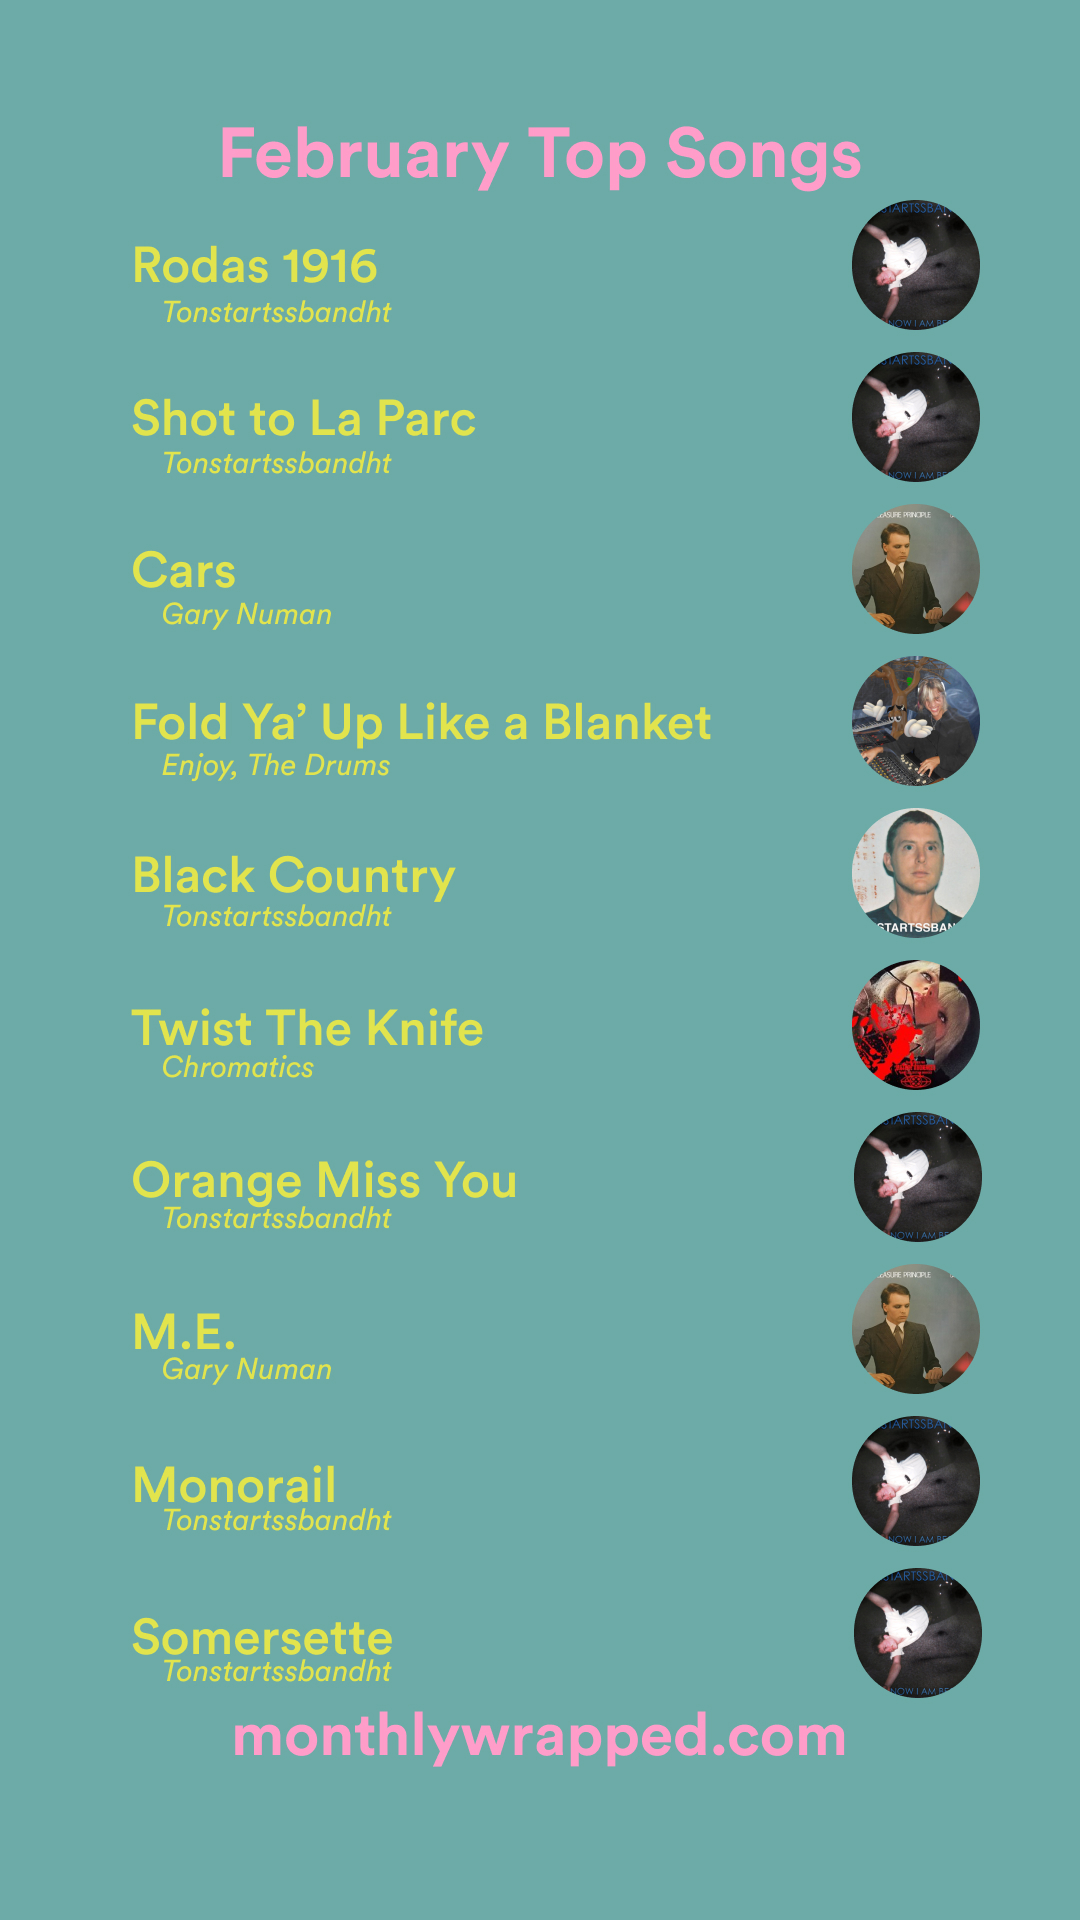 February Top Songs
Rodas 1916
Tonstartssbandht
Shot to La Parc
Tonstartssbandht
Cars
Gary Numan
Fold Ya’ Up Like a Blanket
Enjoy, The Drums
Black Country
Tonstartssbandht
STARTSSBAN
Twist The Knife
Chromatics
Orange Miss You
Tonstartssbandht
M.E.
Gary Numan
Monorail
Tonstartssbandht
Somersette
Tonstartssbandht
monthlywrapped.com